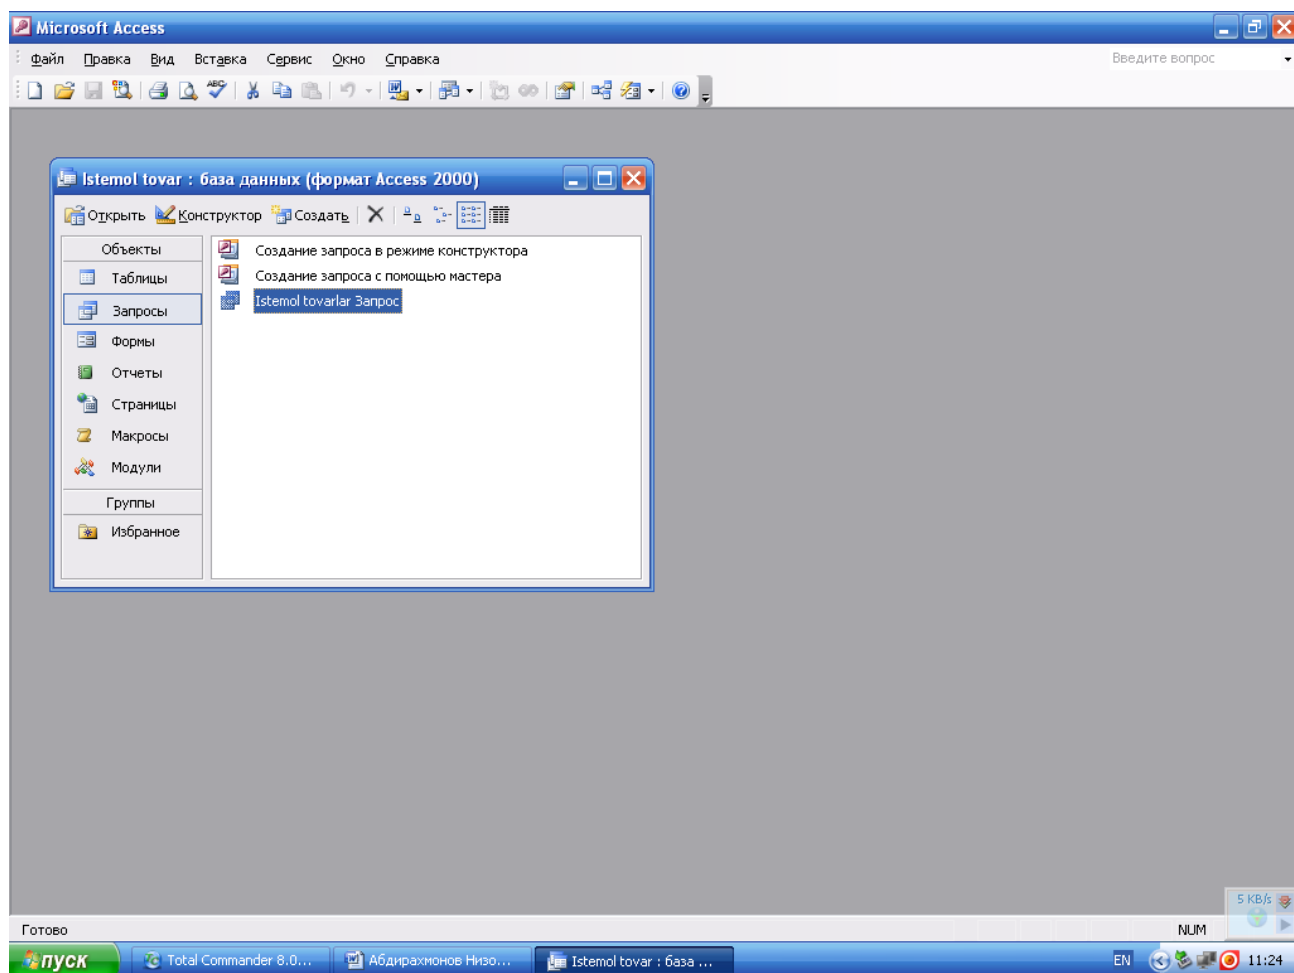 Microsoft Access
Файл Правка Вид Вставка Сервис Окно Справка Введите вопрос
Istemol tovar : база данных (формат Access 2000)
Открыть Конструктор Создать
Объекты
Таблицы
Запросы
Формы
Отчеты
Страницы
Макросы
Модули
Группы
Избранное
Создание запроса в режиме конструктора
Создание запроса с помощью мастера
Istemol tovarlar Запрос
5 KB/s
Готово NUM
пуск Total Commander 8.0... Абдирахмонов Низо... Istemol tovar : база ... EN 11:24